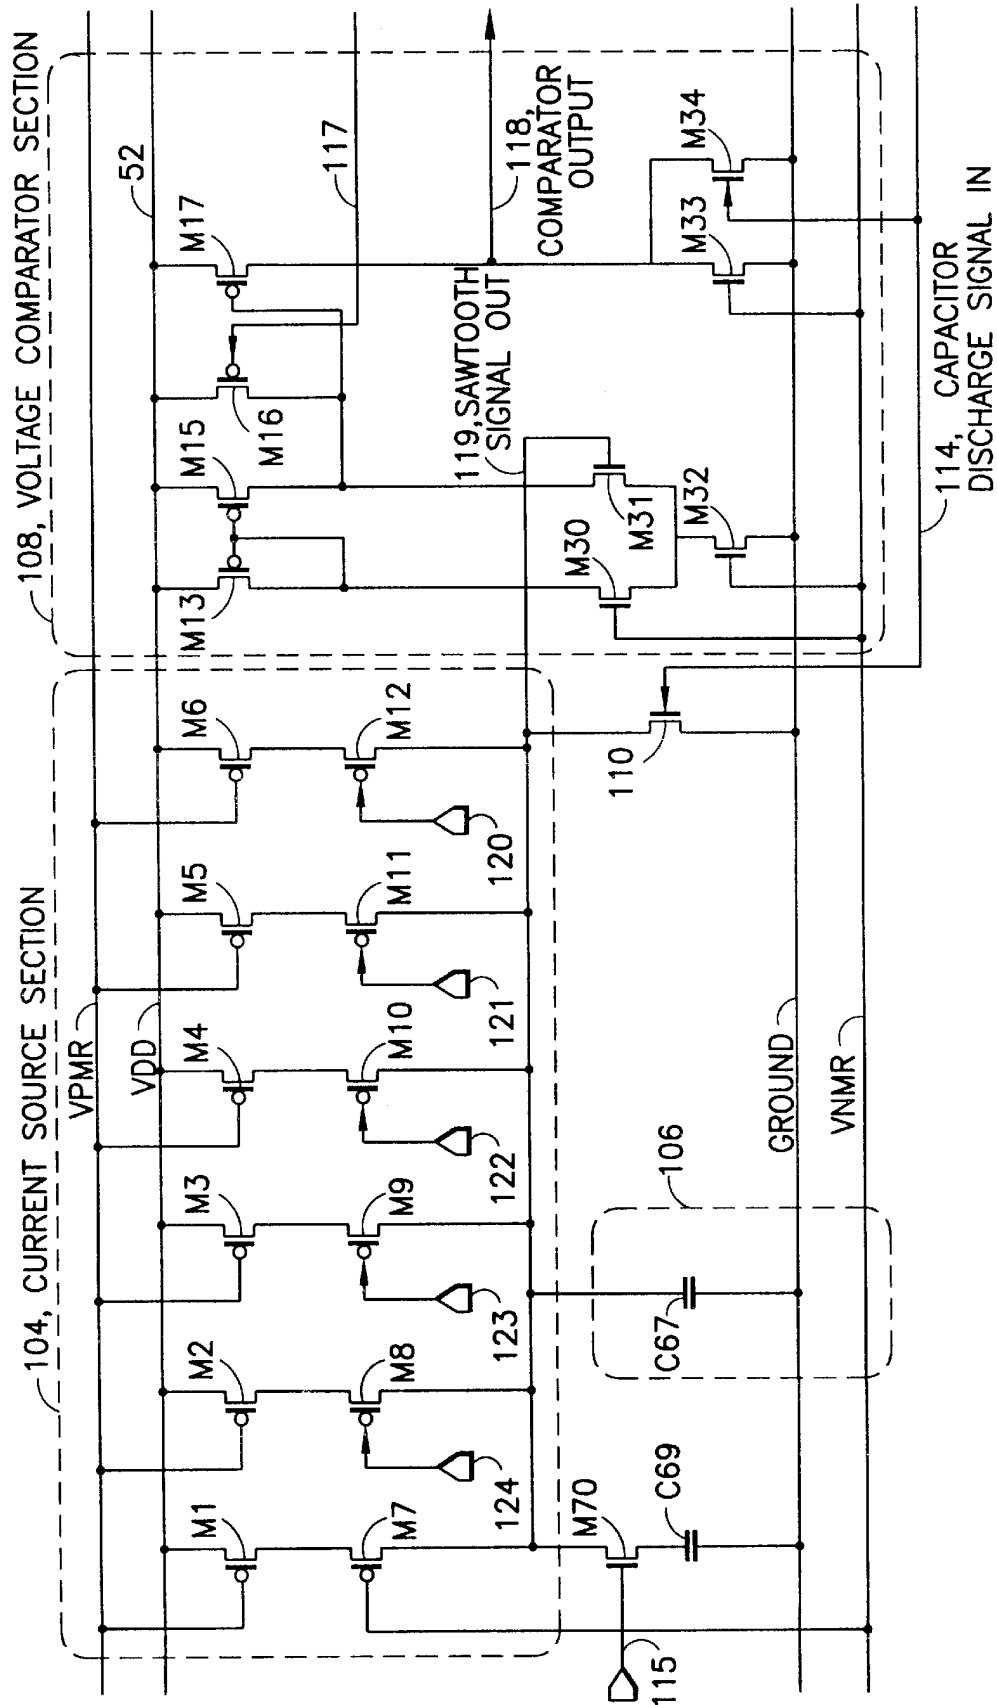 104, CURRENT SOURCE SECTION
108, VOLTAGE COMPARATOR SECTION
VPMR
VDD
52
M1
M2
M3
M4
M5
M6
M13
M15
M16
M17
117
M7
M8
M9
M10
M11
M12
124
123
122
121
120
119, SAWTOOTH
SIGNAL OUT
118,
COMPARATOR
OUTPUT
115
M70
C69
C67
106
110
M30
M31
M32
M33
M34
GROUND
VNMR
114, CAPACITOR
DISCHARGE SIGNAL IN